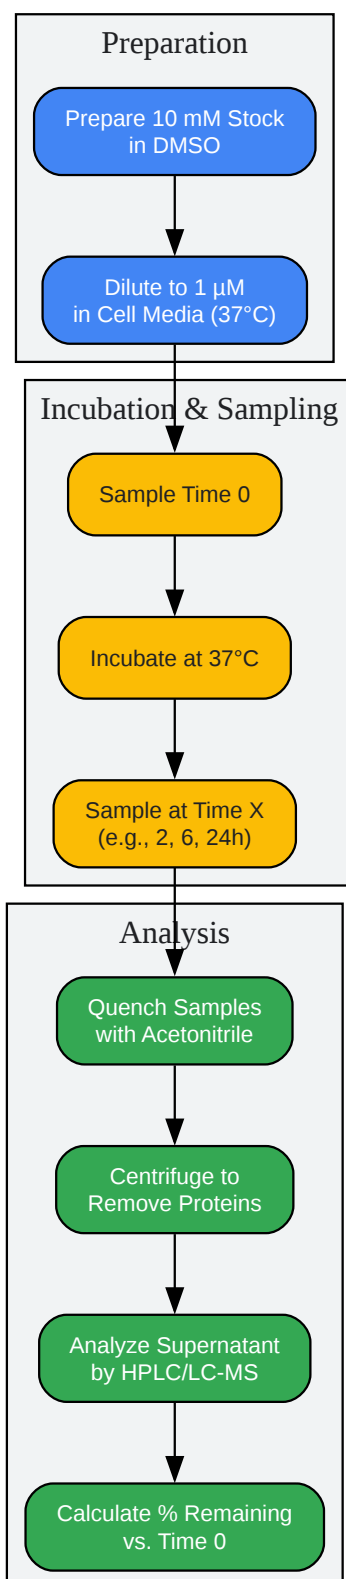 Preparation
Prepare 10 mM Stock
in DMSO
Dilute to 1 µM
in Cell Media (37°C)
Incubation & Sampling
Sample Time 0
Incubate at 37°C
Sample at Time X
(e.g., 2, 6, 24h)
Analysis
Quench Samples
with Acetonitrile
Centrifuge to
Remove Proteins
Analyze Supernatant
by HPLC/LC-MS
Calculate % Remaining
vs. Time 0